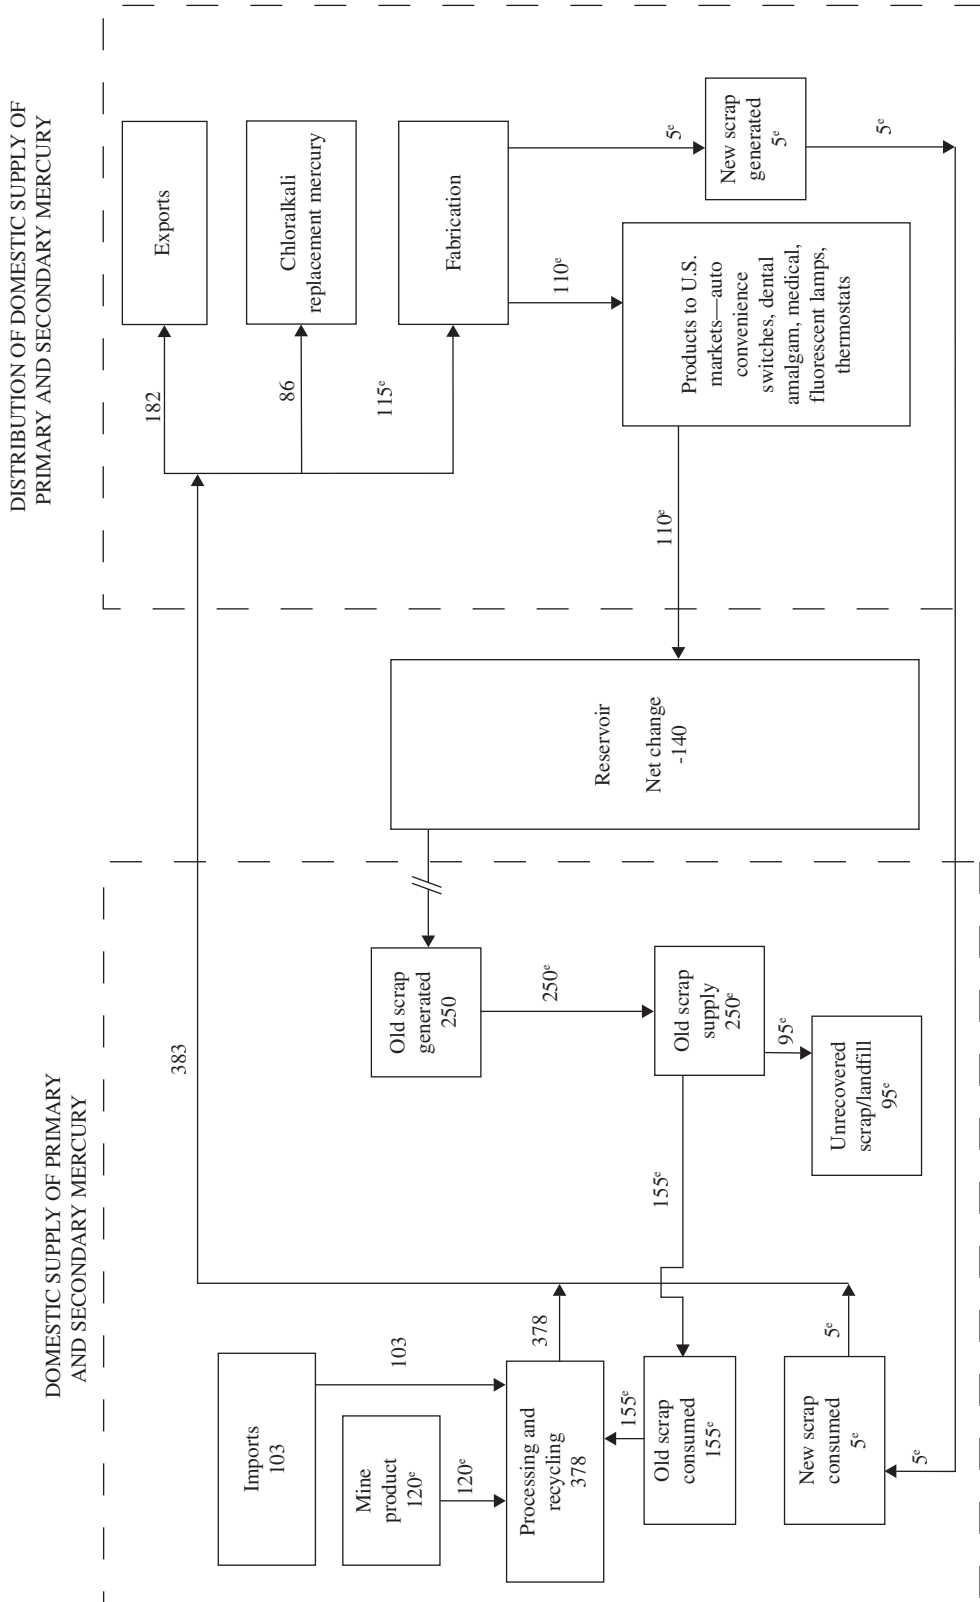 DOMESTIC SUPPLY OF PRIMARY
AND SECONDARY MERCURY
DISTRIBUTION OF DOMESTIC SUPPLY OF
PRIMARY AND SECONDARY MERCURY
383
Imports
103
103
Mine
product
120ᵉ
120ᵉ
Processing and
recycling
378
378
155ᵉ
Old scrap
consumed
155ᵉ
155ᵉ
New scrap
consumed
5ᵉ
5ᵉ
5ᵉ
Old scrap
generated
250
250ᵉ
Old scrap
supply
250ᵉ
95ᵉ
Unrecovered
scrap/landfill
95ᵉ
Reservoir
Net change
-140
110ᵉ
182
Exports
86
Chloralkali
replacement mercury
115ᵉ
Fabrication
110ᵉ
5ᵉ
Products to U.S.
markets—auto
convenience
switches, dental
amalgam, medical,
fluorescent lamps,
thermostats
New scrap
generated
5ᵉ
5ᵉ